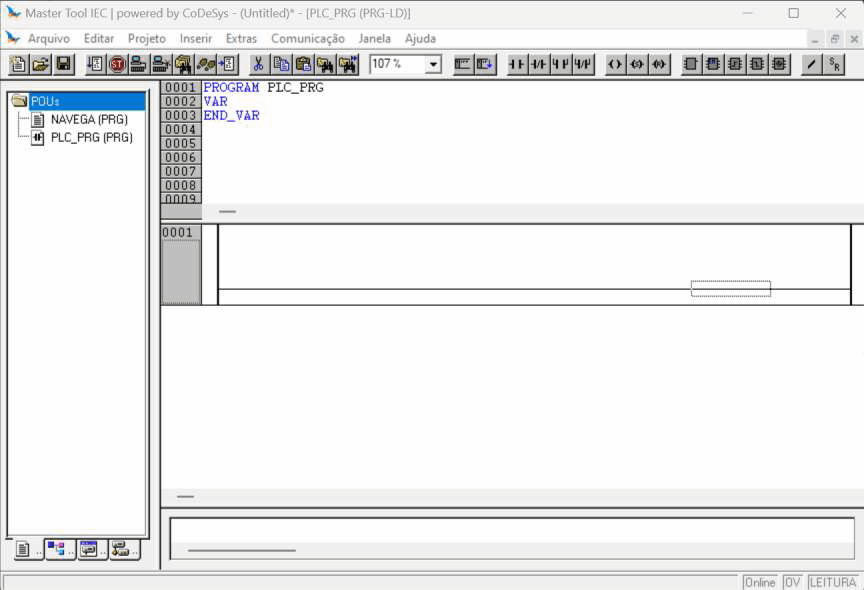 Master Tool IEC | powered by CoDeSys - (Untitled)* - [PLC_PRG (PRG-LD)]
Arquivo Editar Projeto Inserir Extras Comunicação Janela Ajuda
ST
107 %
S R
POUs
NAVEGA (PRG)
PLC_PRG (PRG)
0001 PROGRAM PLC_PRG
0002 VAR
0003 END_VAR
0004
0005
0006
0007
0008
0009
0001
.. .. .. ..
Online OV LEITURA